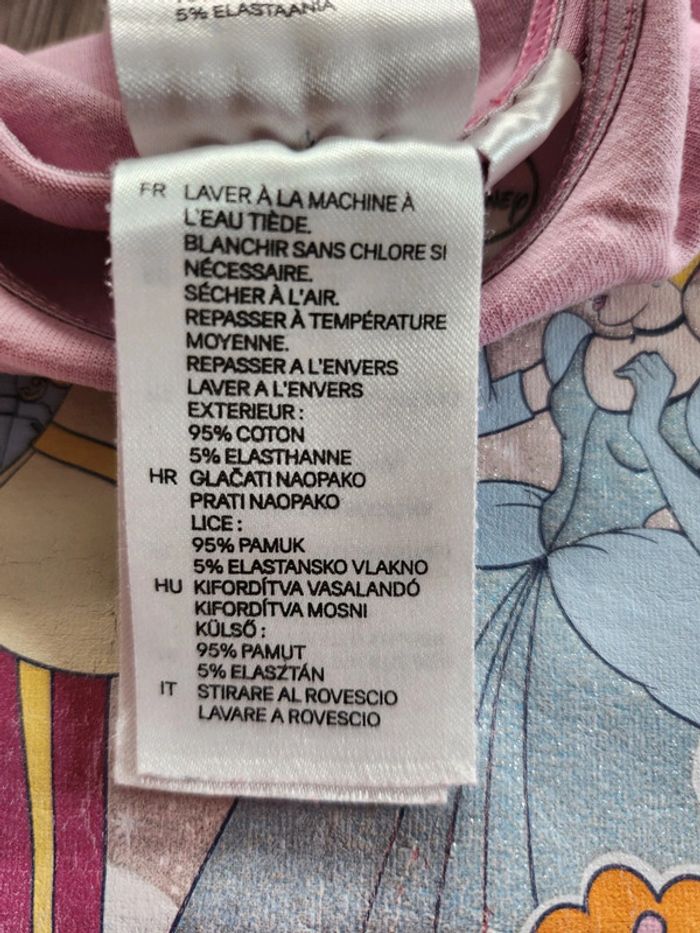 5% ELASTAANIA
FR LAVER À LA MACHINE À
L'EAU TIÈDE.
BLANCHIR SANS CHLORE SI
NÉCESSAIRE.
SÉCHER À L'AIR.
REPASSER À TEMPÉRATURE
MOYENNE.
REPASSER A L'ENVERS
LAVER A L'ENVERS
EXTERIEUR :
95% COTON
5% ELASTHANNE
HR GLAČATI NAOPAKO
PRATI NAOPAKO
LICE :
95% PAMUK
5% ELASTANSKO VLAKNO
HU KIFORDÍTVA VASALANDÓ
KIFORDÍTVA MOSNI
KÜLSŐ :
95% PAMUT
5% ELASZTÁN
IT STIRARE AL ROVESCIO
LAVARE A ROVESCIO